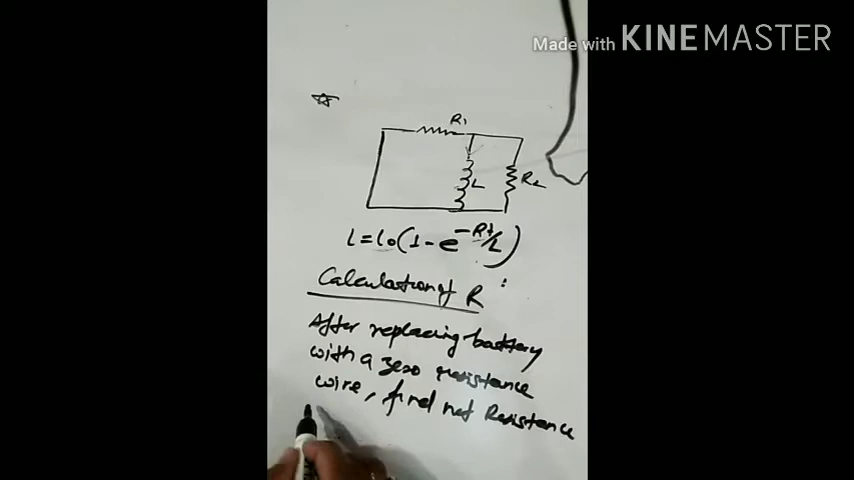 Made with KINEMASTER
R1
L
R2
i = i0(1 - e^-Rt/L)
Calculation of R :
After replacing battery
with a zero resistance
wire, find net Resistance